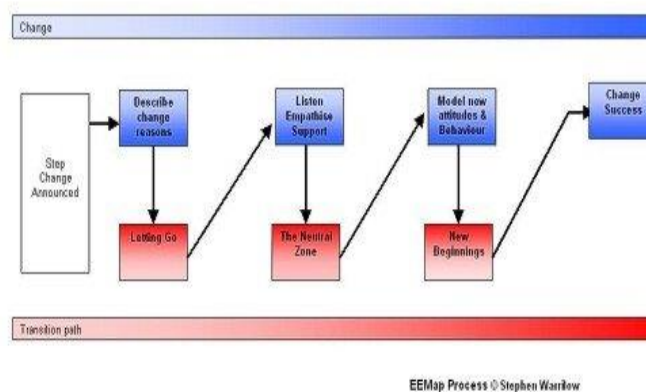 Change
Describe
change
reasons
Listen
Empathise
Support
Model new
attitudes &
Behaviour
Change
Success
Step
Change
Announced
Letting Go
The Neutral
Zone
New
Beginnings
Transition path
EEMap Process © Stephen Warrilow